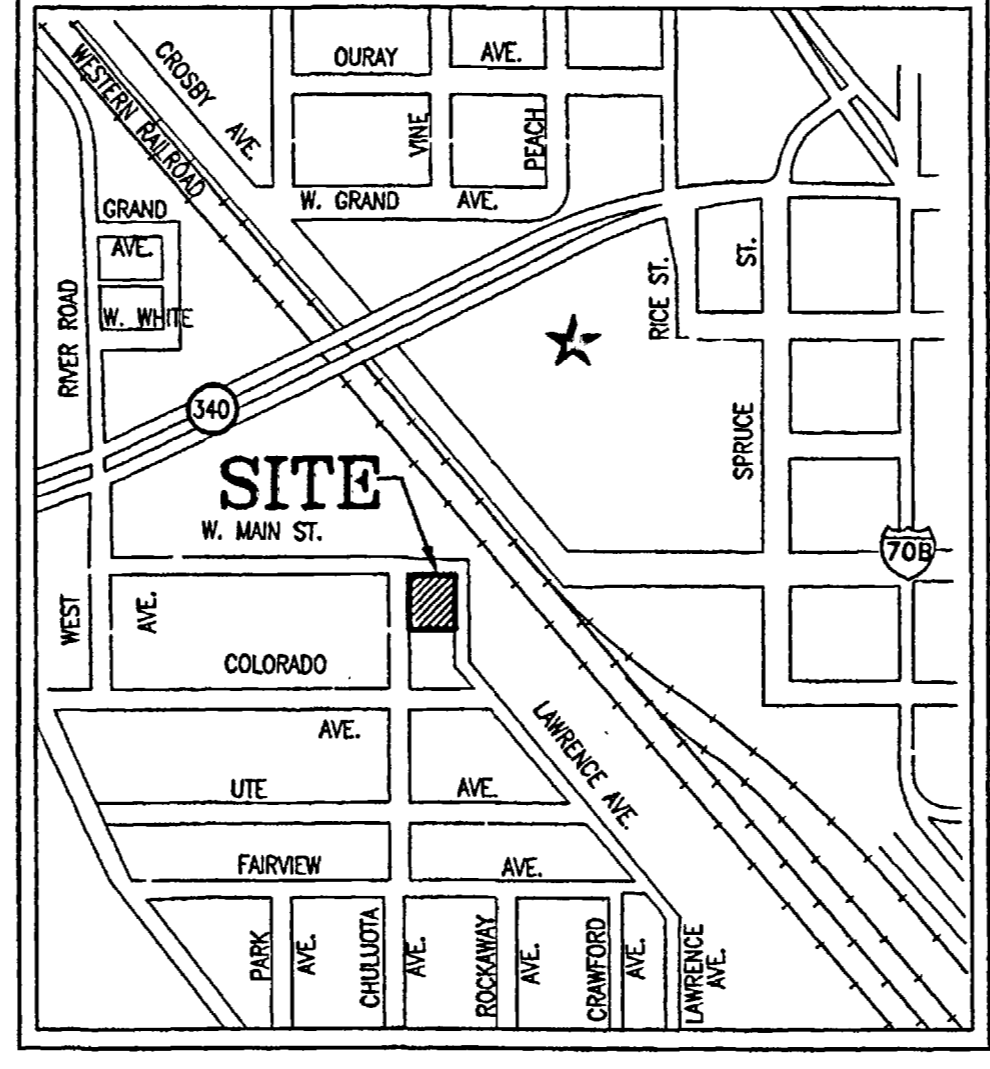 OURAY AVE.
CROSBY AVE.
WESTERN RAILROAD
VINE
PEACH
W. GRAND AVE.
GRAND AVE.
W. WHITE
RIVER ROAD
RICE ST.
ST.
340
SPRUCE
SITE
W. MAIN ST.
70B
WEST
AVE.
COLORADO
AVE.
LAWRENCE AVE.
UTE AVE.
FAIRVIEW AVE.
PARK AVE.
CHULUOTA AVE.
ROCKAWAY AVE.
CRAWFORD AVE.
LAWRENCE AVE.